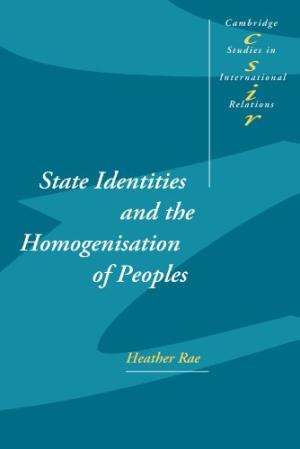 Cambridge
c
Studies in
s
International
i
Relations
r
State Identities
and the
Homogenisation
of Peoples
Heather Rae